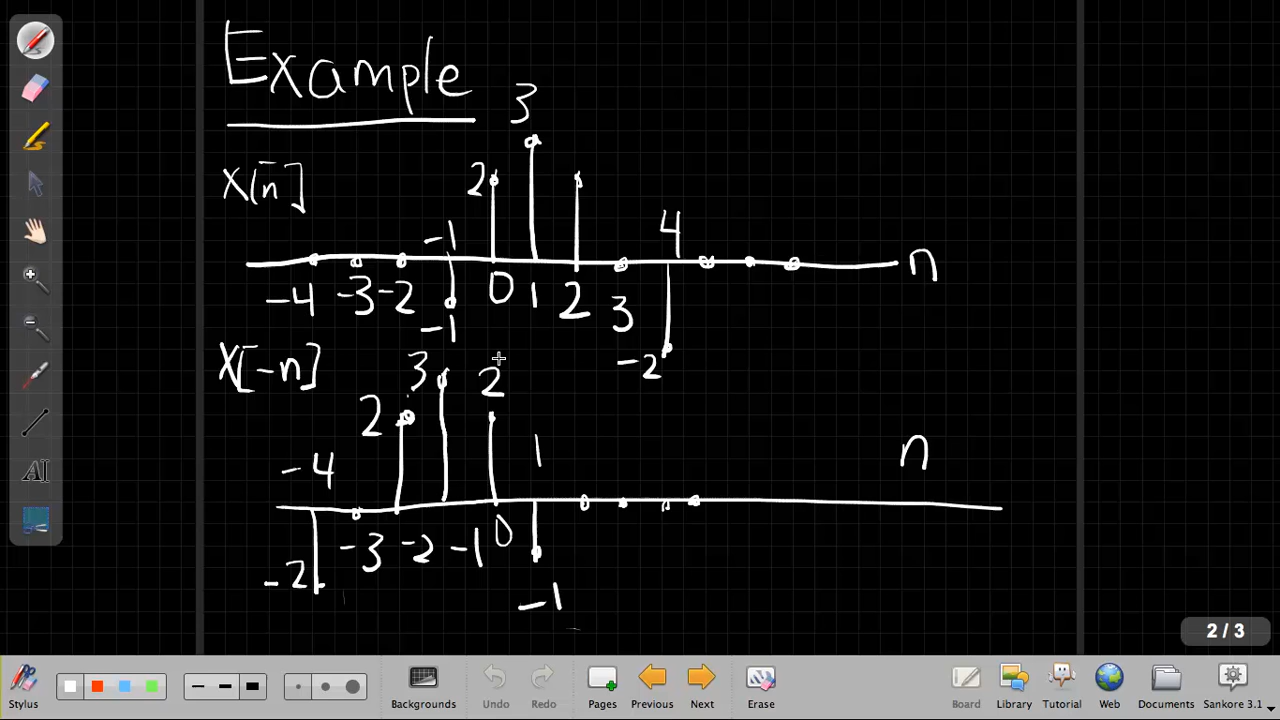 Example
3
x[n]
2
-1
4
n
-4 -3 -2 0 1 2 3
-1
-2
x[-n]
3
2
2
-4
1
n
-3 -2 -1 0
-2
-1
2 / 3
Stylus
Backgrounds
Undo
Redo
Pages
Previous
Next
Erase
Board
Library
Tutorial
Web
Documents
Sankore 3.1